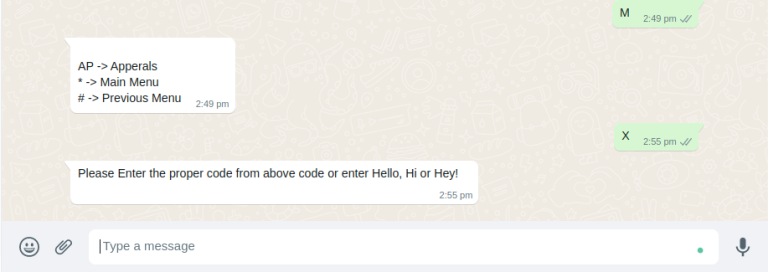 M
2:49 pm
AP -> Apperals
* -> Main Menu
# -> Previous Menu
2:49 pm
X
2:55 pm
Please Enter the proper code from above code or enter Hello, Hi or Hey!
2:55 pm
Type a message